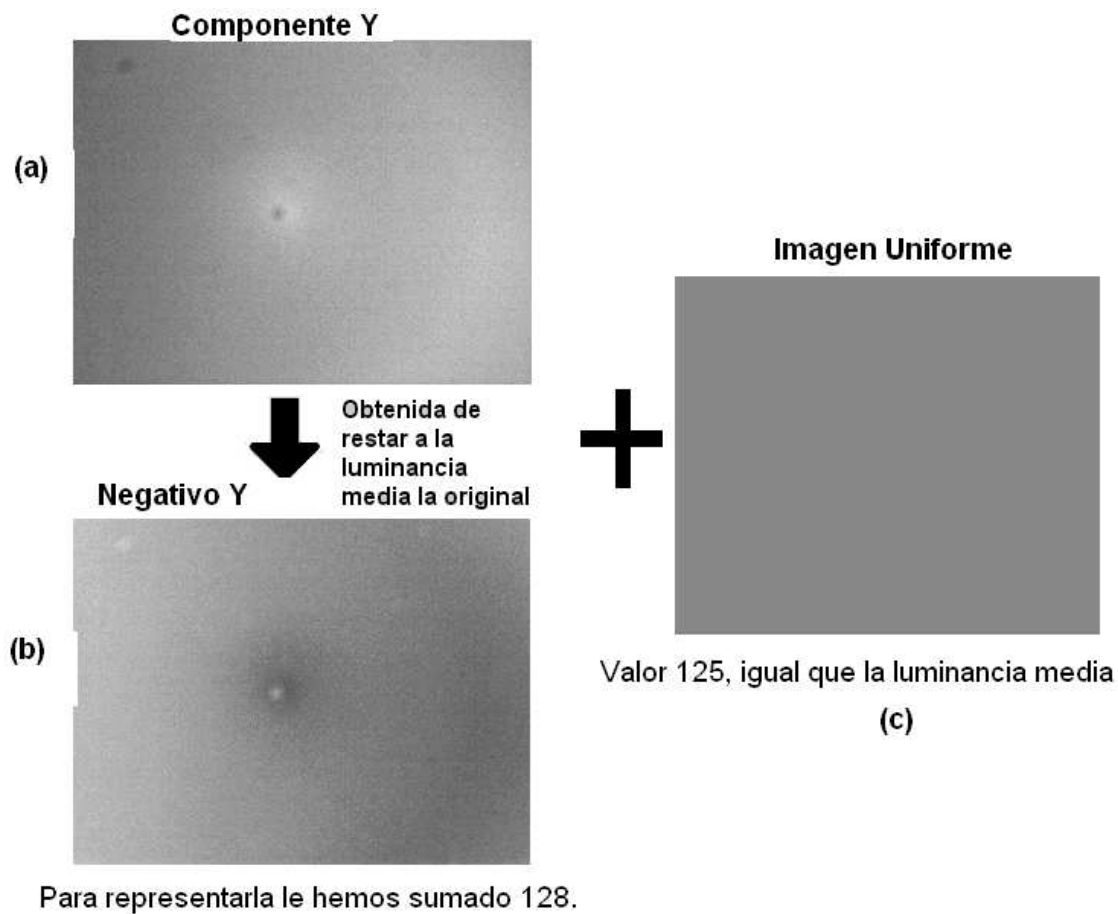 Componente Y
(a)
Obtenida de
restar a la
luminancia
media la original
Negativo Y
(b)
Para representarla le hemos sumado 128.
Imagen Uniforme
Valor 125, igual que la luminancia media
(c)